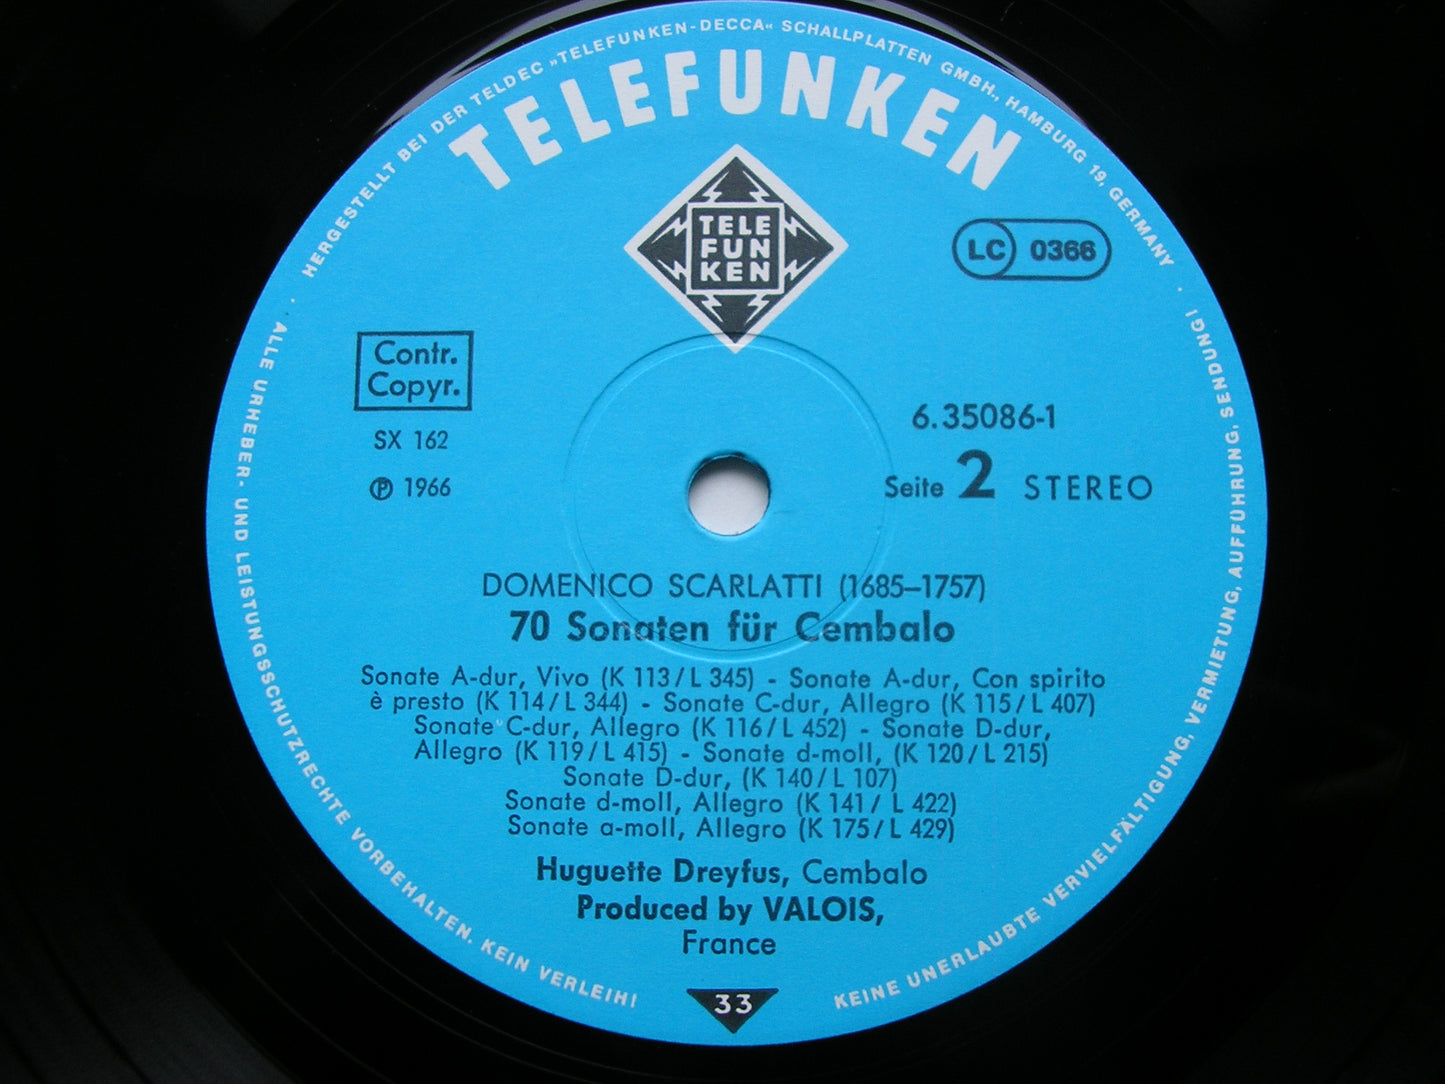 HERGESTELLT BEI DER TELDEC »TELEFUNKEN-DECCA« SCHALLPLATTEN GMBH., HAMBURG 19, GERMANY
TELEFUNKEN
TELE
FUN
KEN
LC 0366
Contr.
Copyr.
SX 162
℗ 1966
6.35086-1
Seite 2 STEREO
DOMENICO SCARLATTI (1685–1757)
70 Sonaten für Cembalo
Sonate A-dur, Vivo (K 113/L 345) - Sonate A-dur, Con spirito
è presto (K 114/L 344) - Sonate C-dur, Allegro (K 115/L 407)
Sonate C-dur, Allegro (K 116/L 452) - Sonate D-dur,
Allegro (K 119/L 415) - Sonate d-moll, (K 120/L 215)
Sonate D-dur, (K 140/L 107)
Sonate d-moll, Allegro (K 141/ L 422)
Sonate a-moll, Allegro (K 175/L 429)
Huguette Dreyfus, Cembalo
Produced by VALOIS,
France
33
ALLE URHEBER- UND LEISTUNGSSCHUTZRECHTE VORBEHALTEN. KEIN VERLEIH!
KEINE UNERLAUBTE VERVIELFÄLTIGUNG, VERMIETUNG, AUFFÜHRUNG, SENDUNG!